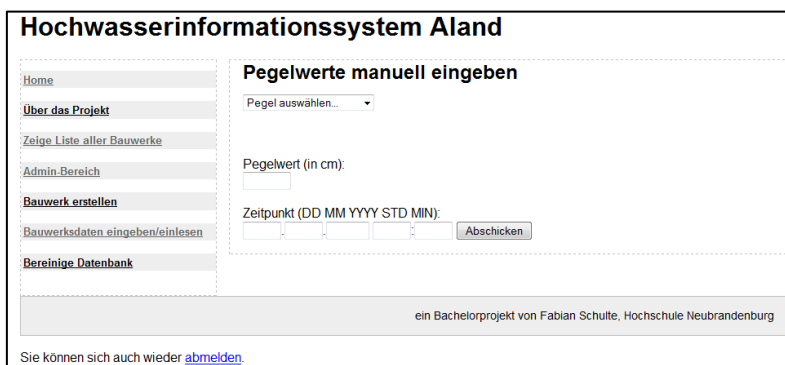 Hochwasserinformationssystem Aland
Home
Über das Projekt
Zeige Liste aller Bauwerke
Admin-Bereich
Bauwerk erstellen
Bauwerksdaten eingeben/einlesen
Bereinige Datenbank
Pegelwerte manuell eingeben
Pegel auswählen...
Pegelwert (in cm):
Zeitpunkt (DD MM YYYY STD MIN):
. . : Abschicken
ein Bachelorprojekt von Fabian Schulte, Hochschule Neubrandenburg
Sie können sich auch wieder abmelden.